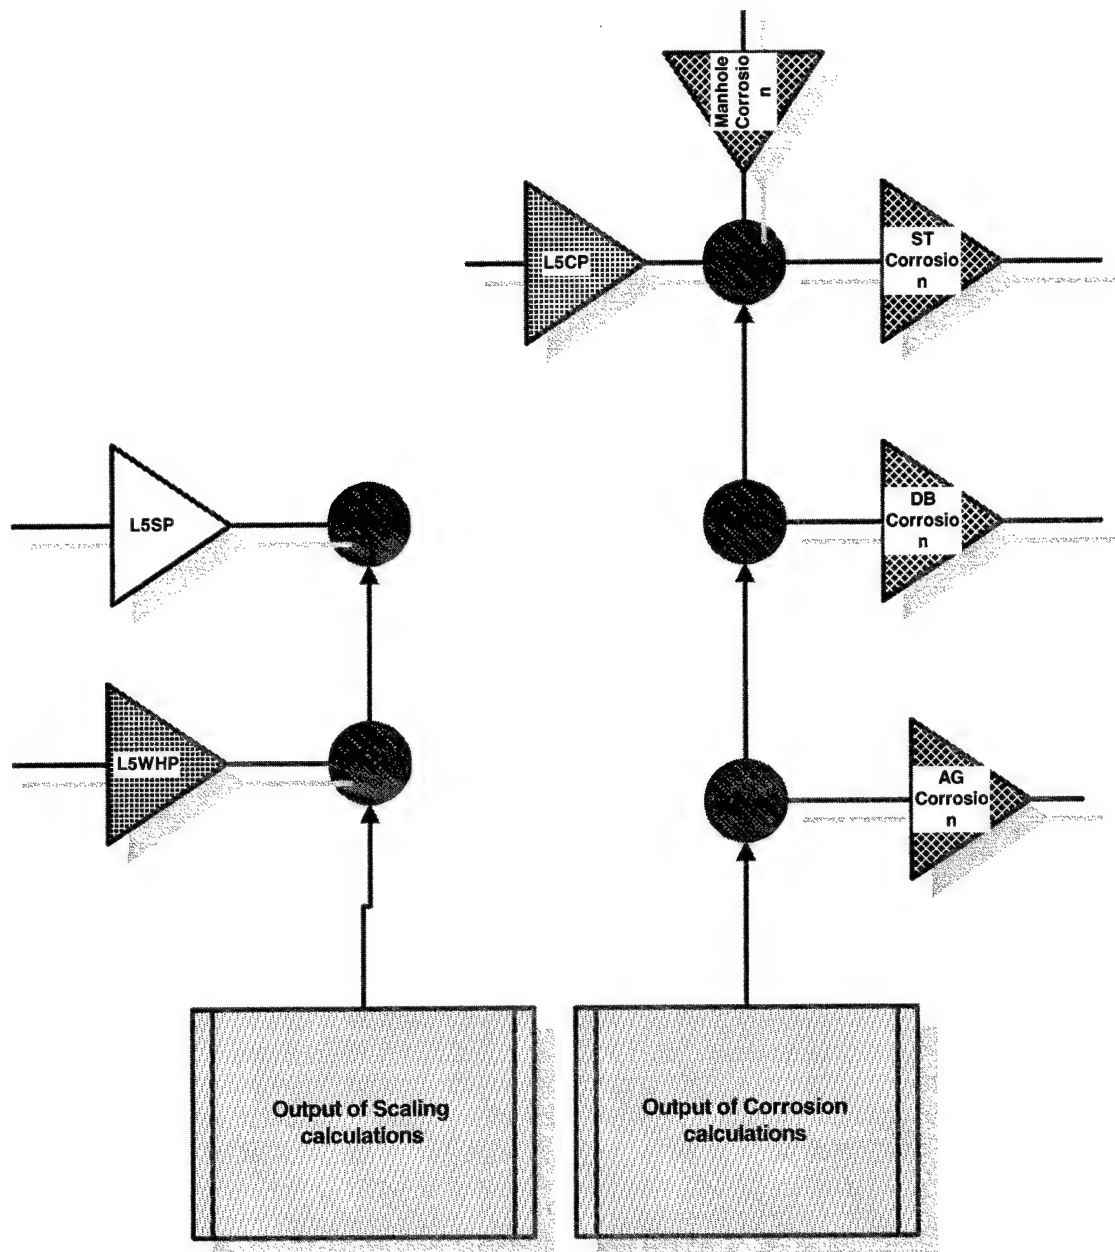 Manhole
Corrosio
n
L5CP
ST
Corrosio
n
L5SP
DB
Corrosio
n
L5WHP
AG
Corrosio
n
Output of Scaling
calculations
Output of Corrosion
calculations